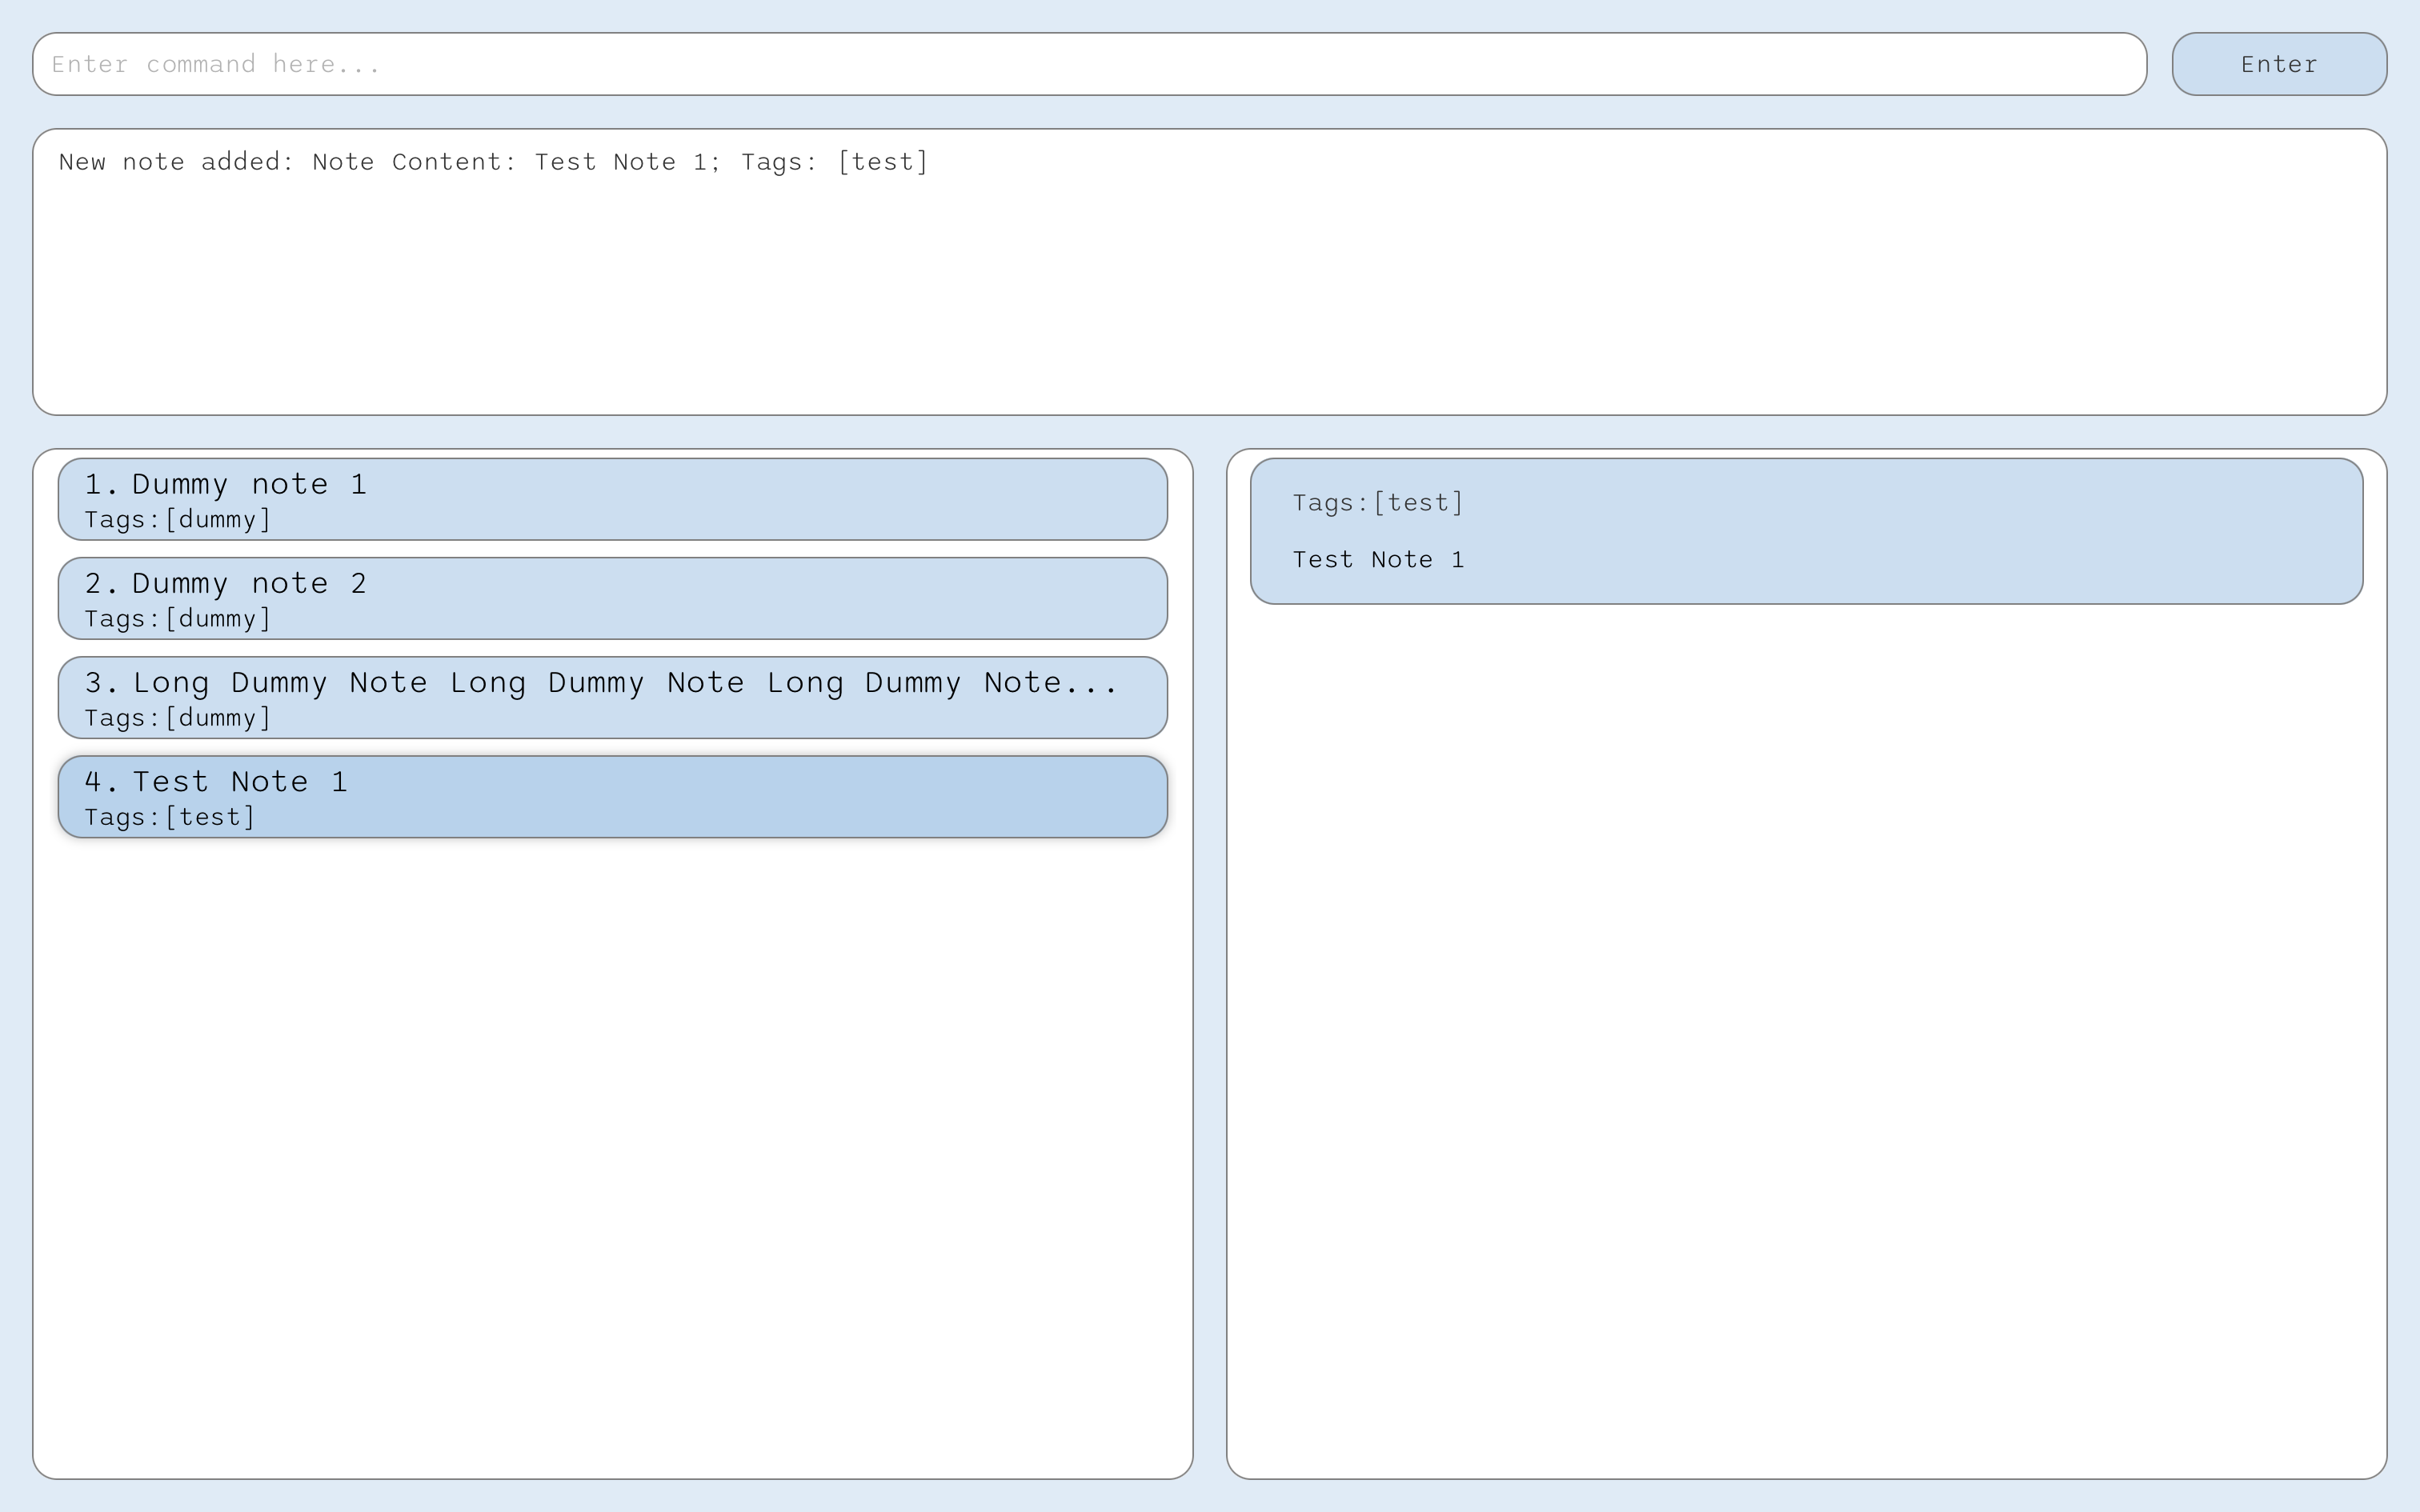 Enter command here...
Enter
New note added: Note Content: Test Note 1; Tags: [test]
1. Dummy note 1
Tags:[dummy]
2. Dummy note 2
Tags:[dummy]
3. Long Dummy Note Long Dummy Note Long Dummy Note...
Tags:[dummy]
4. Test Note 1
Tags:[test]
Tags:[test]
Test Note 1